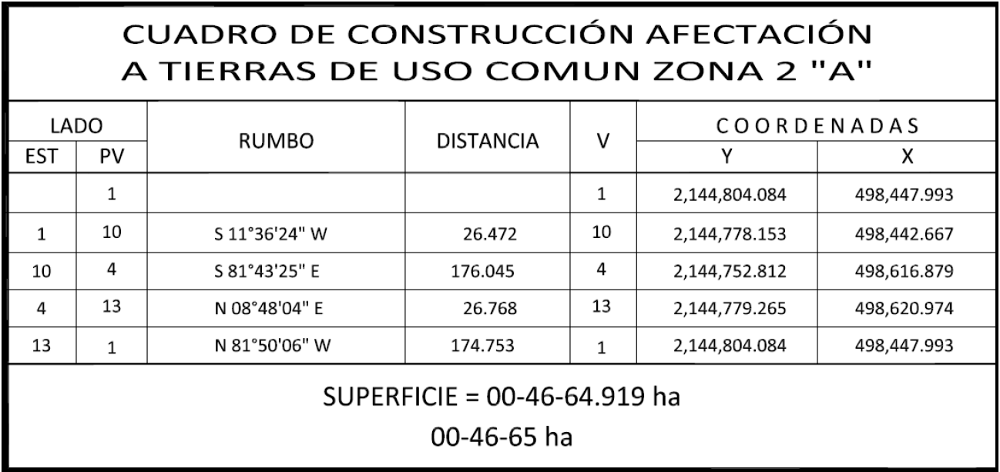 CUADRO DE CONSTRUCCIÓN AFECTACIÓN
A TIERRAS DE USO COMUN ZONA 2 "A"
LADO RUMBO DISTANCIA V COORDENADAS
EST PV Y X
1 1 2,144,804.084 498,447.993
1 10 S 11°36'24" W 26.472 10 2,144,778.153 498,442.667
10 4 S 81°43'25" E 176.045 4 2,144,752.812 498,616.879
4 13 N 08°48'04" E 26.768 13 2,144,779.265 498,620.974
13 1 N 81°50'06" W 174.753 1 2,144,804.084 498,447.993
SUPERFICIE = 00-46-64.919 ha
00-46-65 ha